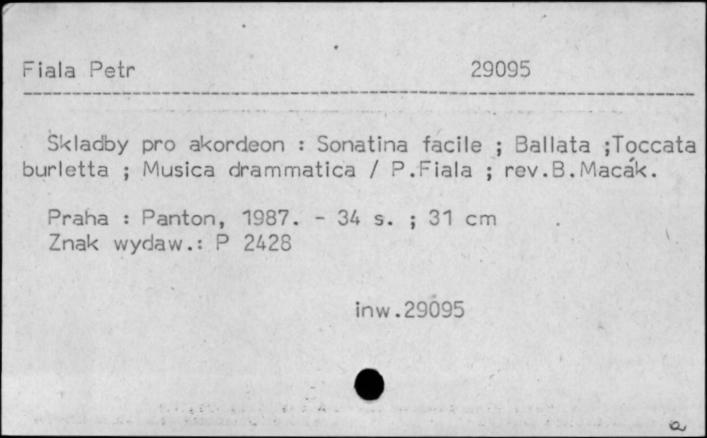 Fiala Petr 29095
Skladby pro akordeon : Sonatina facile ; Ballata ;Toccata
burletta ; Musica drammatica / P.Fiala ; rev.B.Macák.
Praha : Panton, 1987. - 34 s. ; 31 cm
Znak wydaw.: P 2428
inw.29095
a